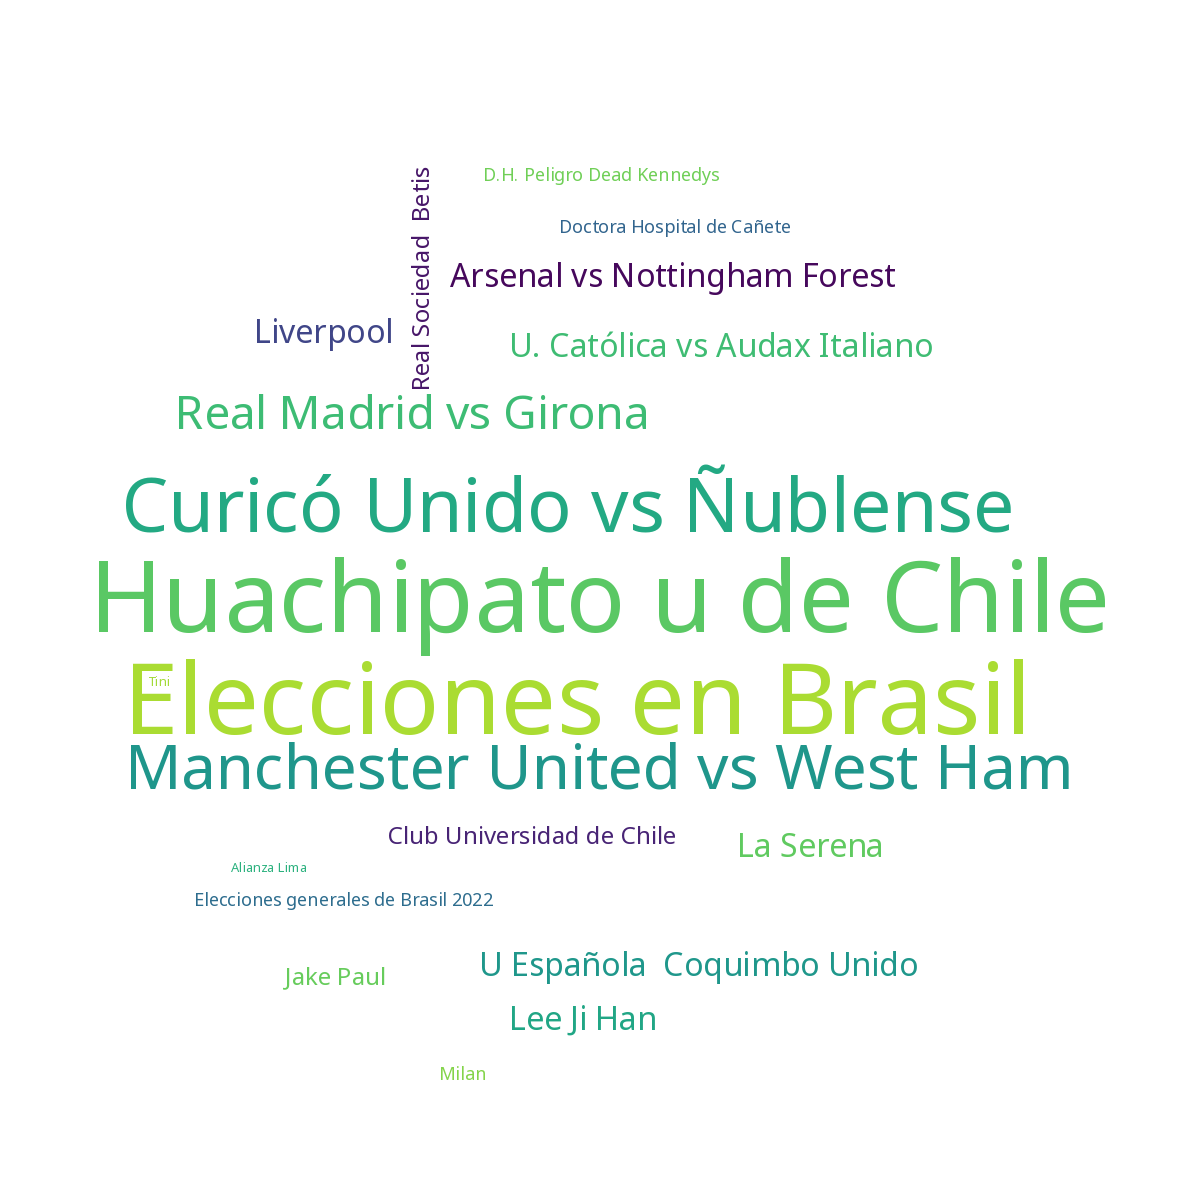 D.H. Peligro Dead Kennedys
Doctora Hospital de Cañete
Arsenal vs Nottingham Forest
Real Sociedad  Betis
Liverpool
U. Católica vs Audax Italiano
Real Madrid vs Girona
Curicó Unido vs Ñublense
Huachipato u de Chile
Elecciones en Brasil
Tini
Manchester United vs West Ham
Club Universidad de Chile
La Serena
Alianza Lima
Elecciones generales de Brasil 2022
U Española  Coquimbo Unido
Jake Paul
Lee Ji Han
Milan